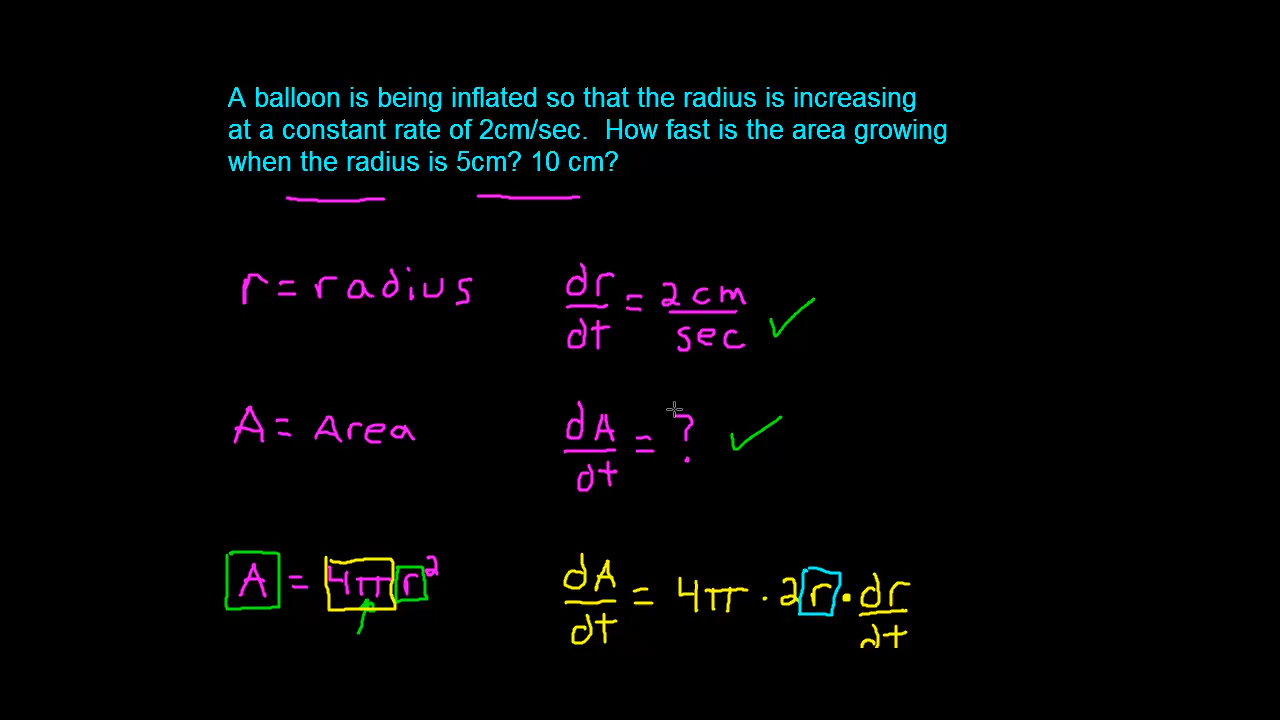 A balloon is being inflated so that the radius is increasing
at a constant rate of 2cm/sec.  How fast is the area growing
when the radius is 5cm? 10 cm?
r = radius
dr/dt = 2cm/sec ✓
A = Area
dA/dt = ? ✓
A = 4πr²
dA/dt = 4π · 2r · dr/dt